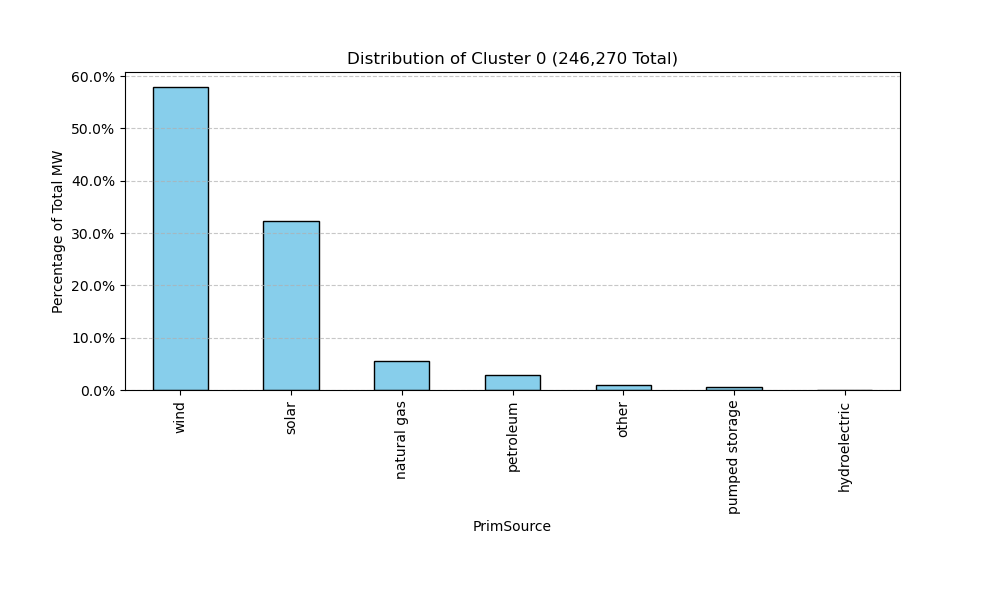 Distribution of Cluster 0 (246,270 Total)
Percentage of Total MW
60.0%
50.0%
40.0%
30.0%
20.0%
10.0%
0.0%
wind
solar
natural gas
petroleum
other
pumped storage
hydroelectric
PrimSource